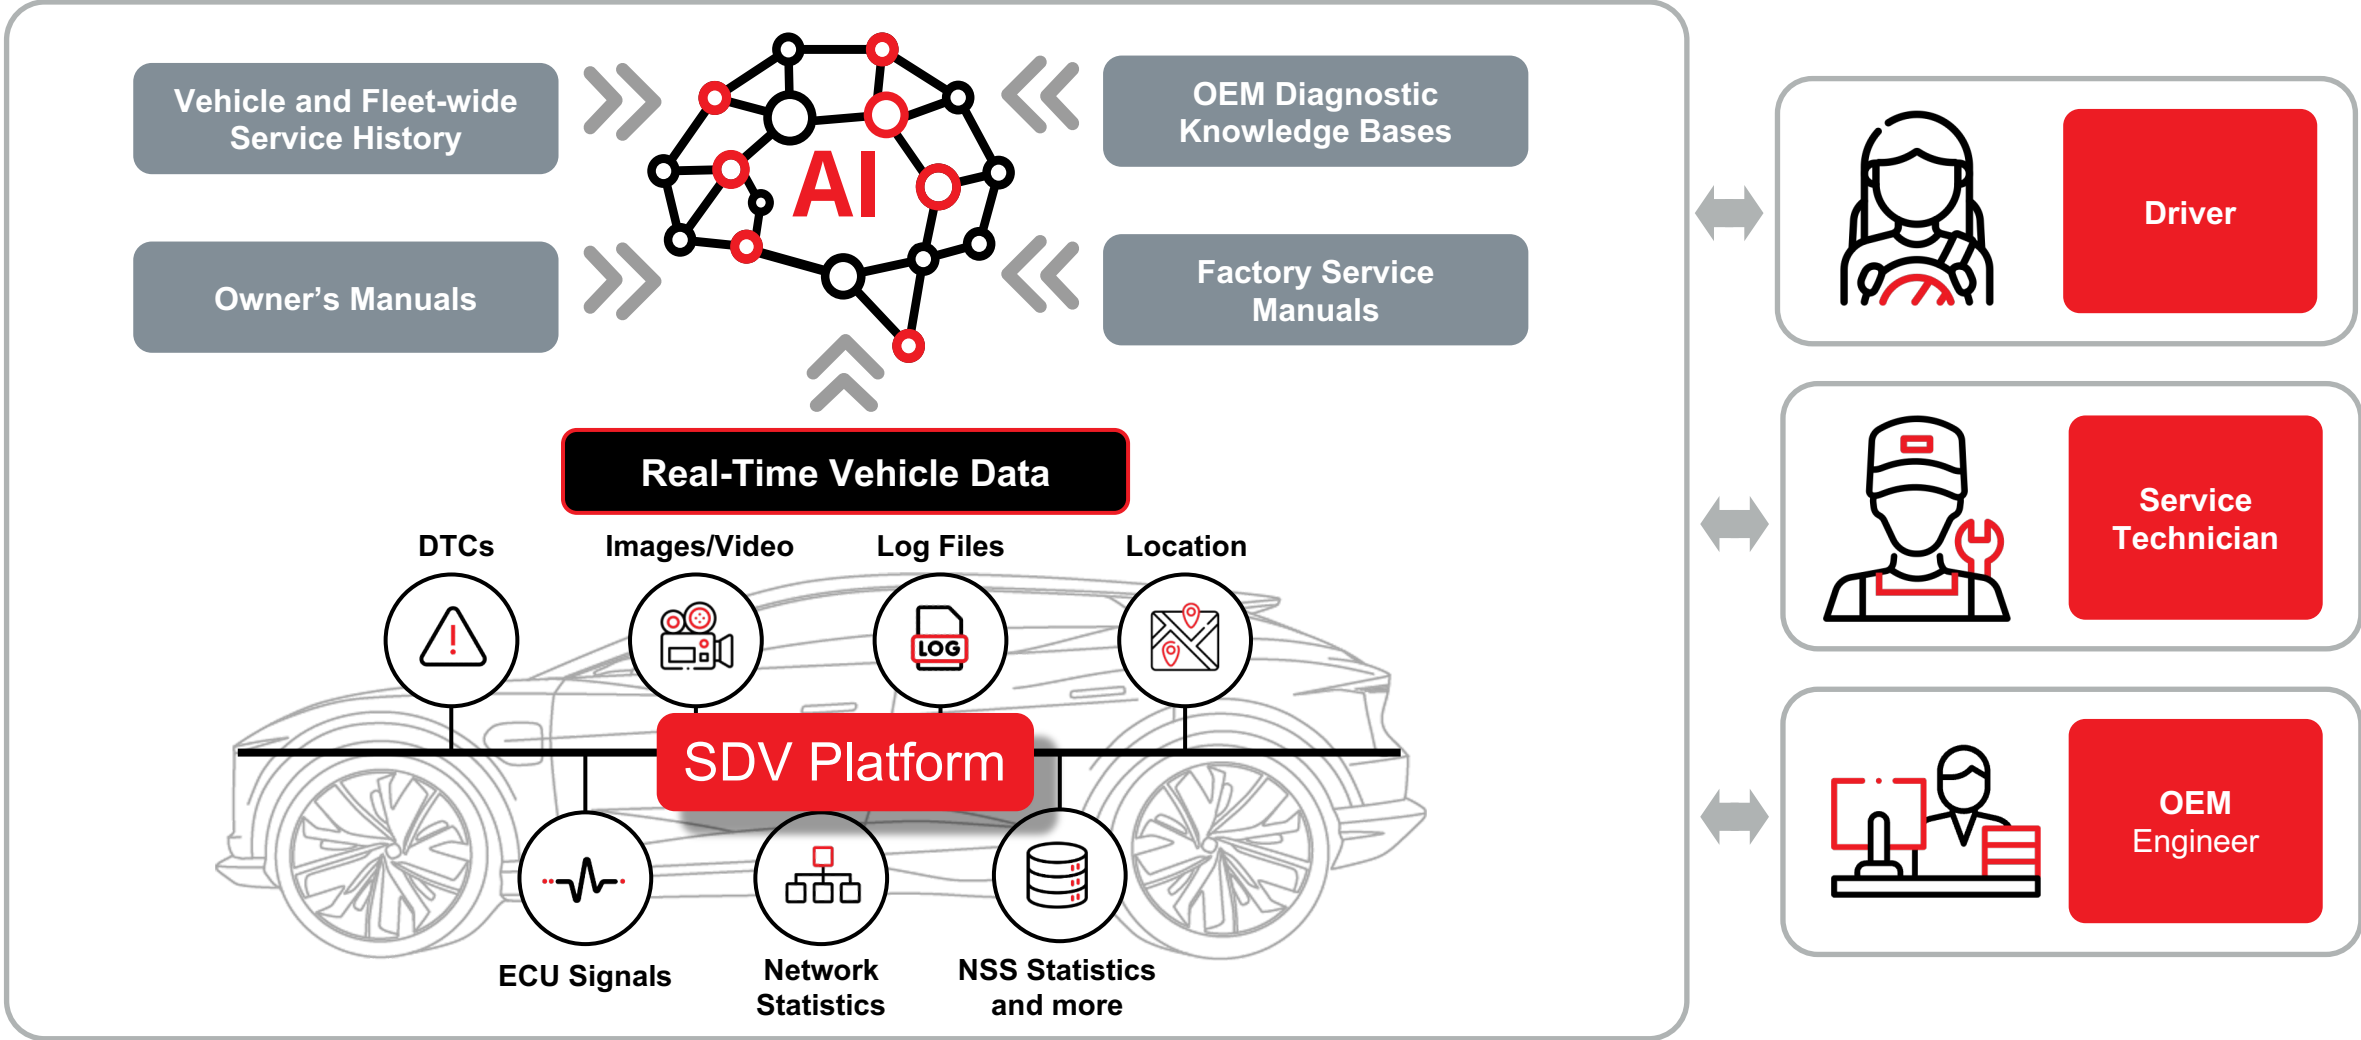 Vehicle and Fleet-wide
Service History
OEM Diagnostic
Knowledge Bases
AI
Owner’s Manuals
Factory Service
Manuals
Real-Time Vehicle Data
DTCs
Images/Video
Log Files
Location
LOG
SDV Platform
ECU Signals
Network
Statistics
NSS Statistics
and more
Driver
Service
Technician
OEM
Engineer